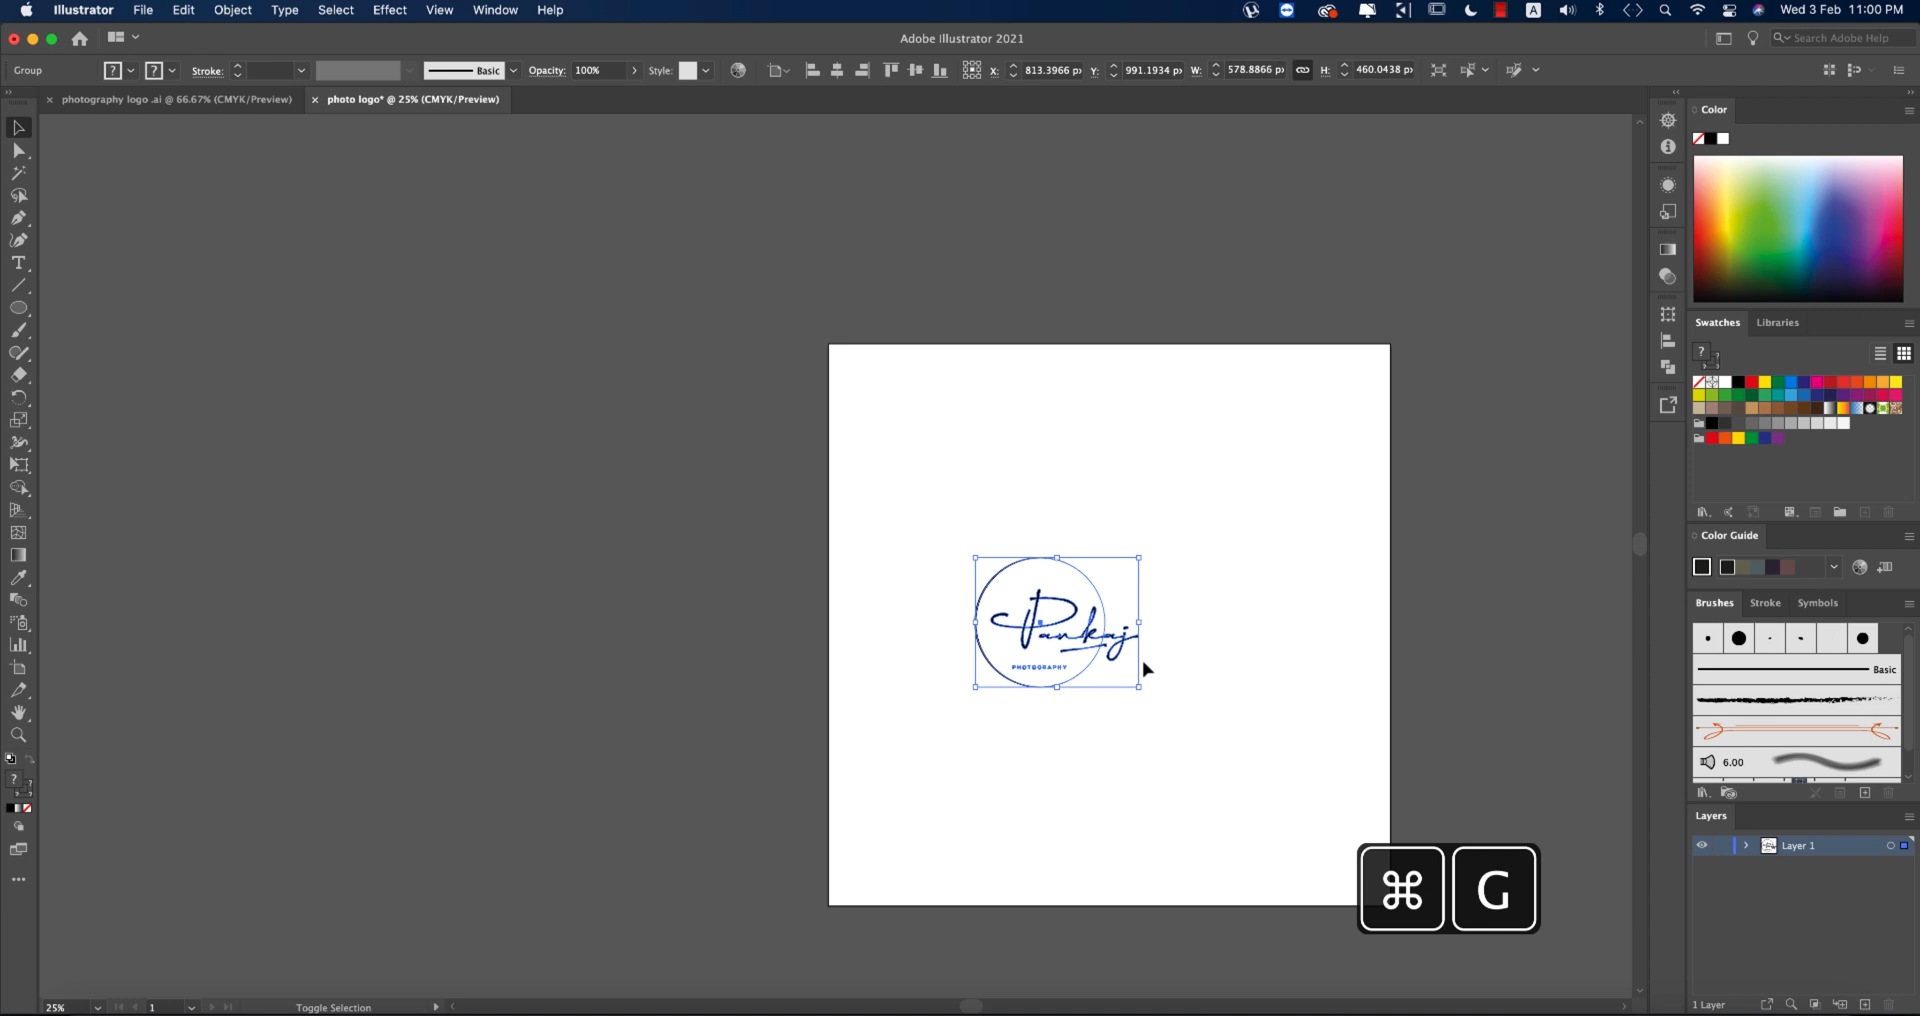 Illustrator File Edit Object Type Select Effect View Window Help
A
Wed 3 Feb 11:00 PM
Adobe Illustrator 2021
Search Adobe Help
Group
?
?
Stroke:
Basic
Opacity: 100%
Style:
X: 813.3966 px
Y: 991.1934 px
W: 578.8866 px
H: 460.0438 px
photography logo .ai @ 66.67% (CMYK/Preview)
photo logo* @ 25% (CMYK/Preview)
Color
Swatches Libraries
?
Color Guide
Brushes Stroke Symbols
Basic
6.00
Layers
Layer 1
1 Layer
Pankaj
PHOTOGRAPHY
⌘ G
25%
1
Toggle Selection